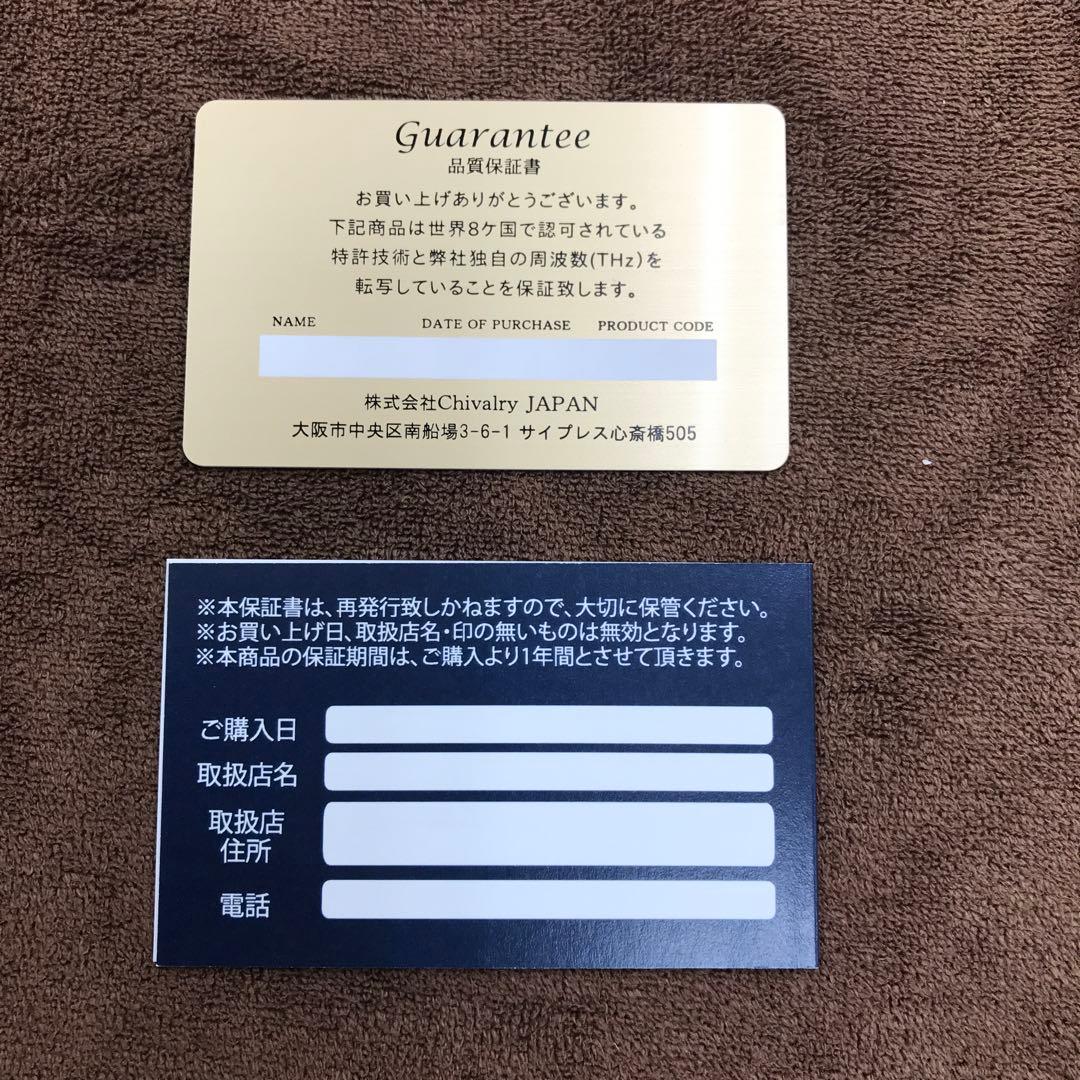 Guarantee
品質保証書
お買い上げありがとうございます。
下記商品は世界8ケ国で認可されている
特許技術と弊社独自の周波数(THz)を
転写していることを保証致します。
NAME DATE OF PURCHASE PRODUCT CODE
株式会社Chivalry JAPAN
大阪市中央区南船場3-6-1 サイプレス心斎橋505
※本保証書は、再発行致しかねますので、大切に保管ください。
※お買い上げ日、取扱店名・印の無いものは無効となります。
※本商品の保証期間は、ご購入より1年間とさせて頂きます。
ご購入日
取扱店名
取扱店
住所
電話